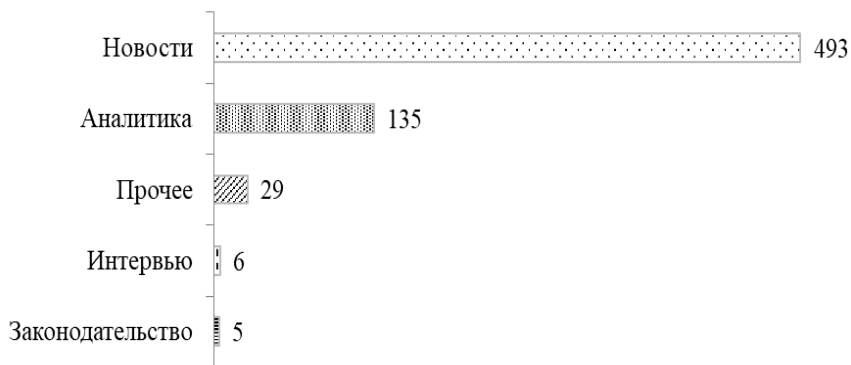 Новости 493
Аналитика 135
Прочее 29
Интервью 6
Законодательство 5